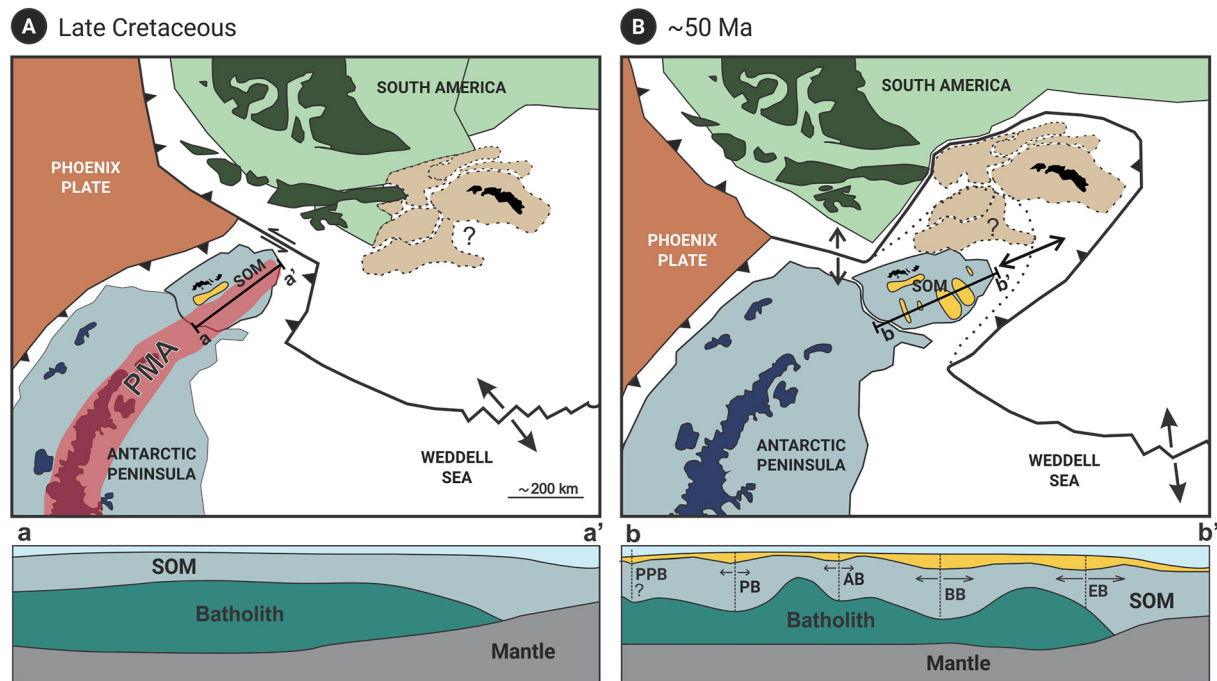 A Late Cretaceous
SOUTH AMERICA
PHOENIX
PLATE
?
SOM
a'
a
PMA
ANTARCTIC
PENINSULA
WEDDELL
SEA
~200 km
a
a'
SOM
Batholith
Mantle
B ~50 Ma
SOUTH AMERICA
PHOENIX
PLATE
?
SOM
b'
b
ANTARCTIC
PENINSULA
WEDDELL
SEA
b
b'
PPB
?
PB
AB
BB
EB
SOM
Batholith
Mantle